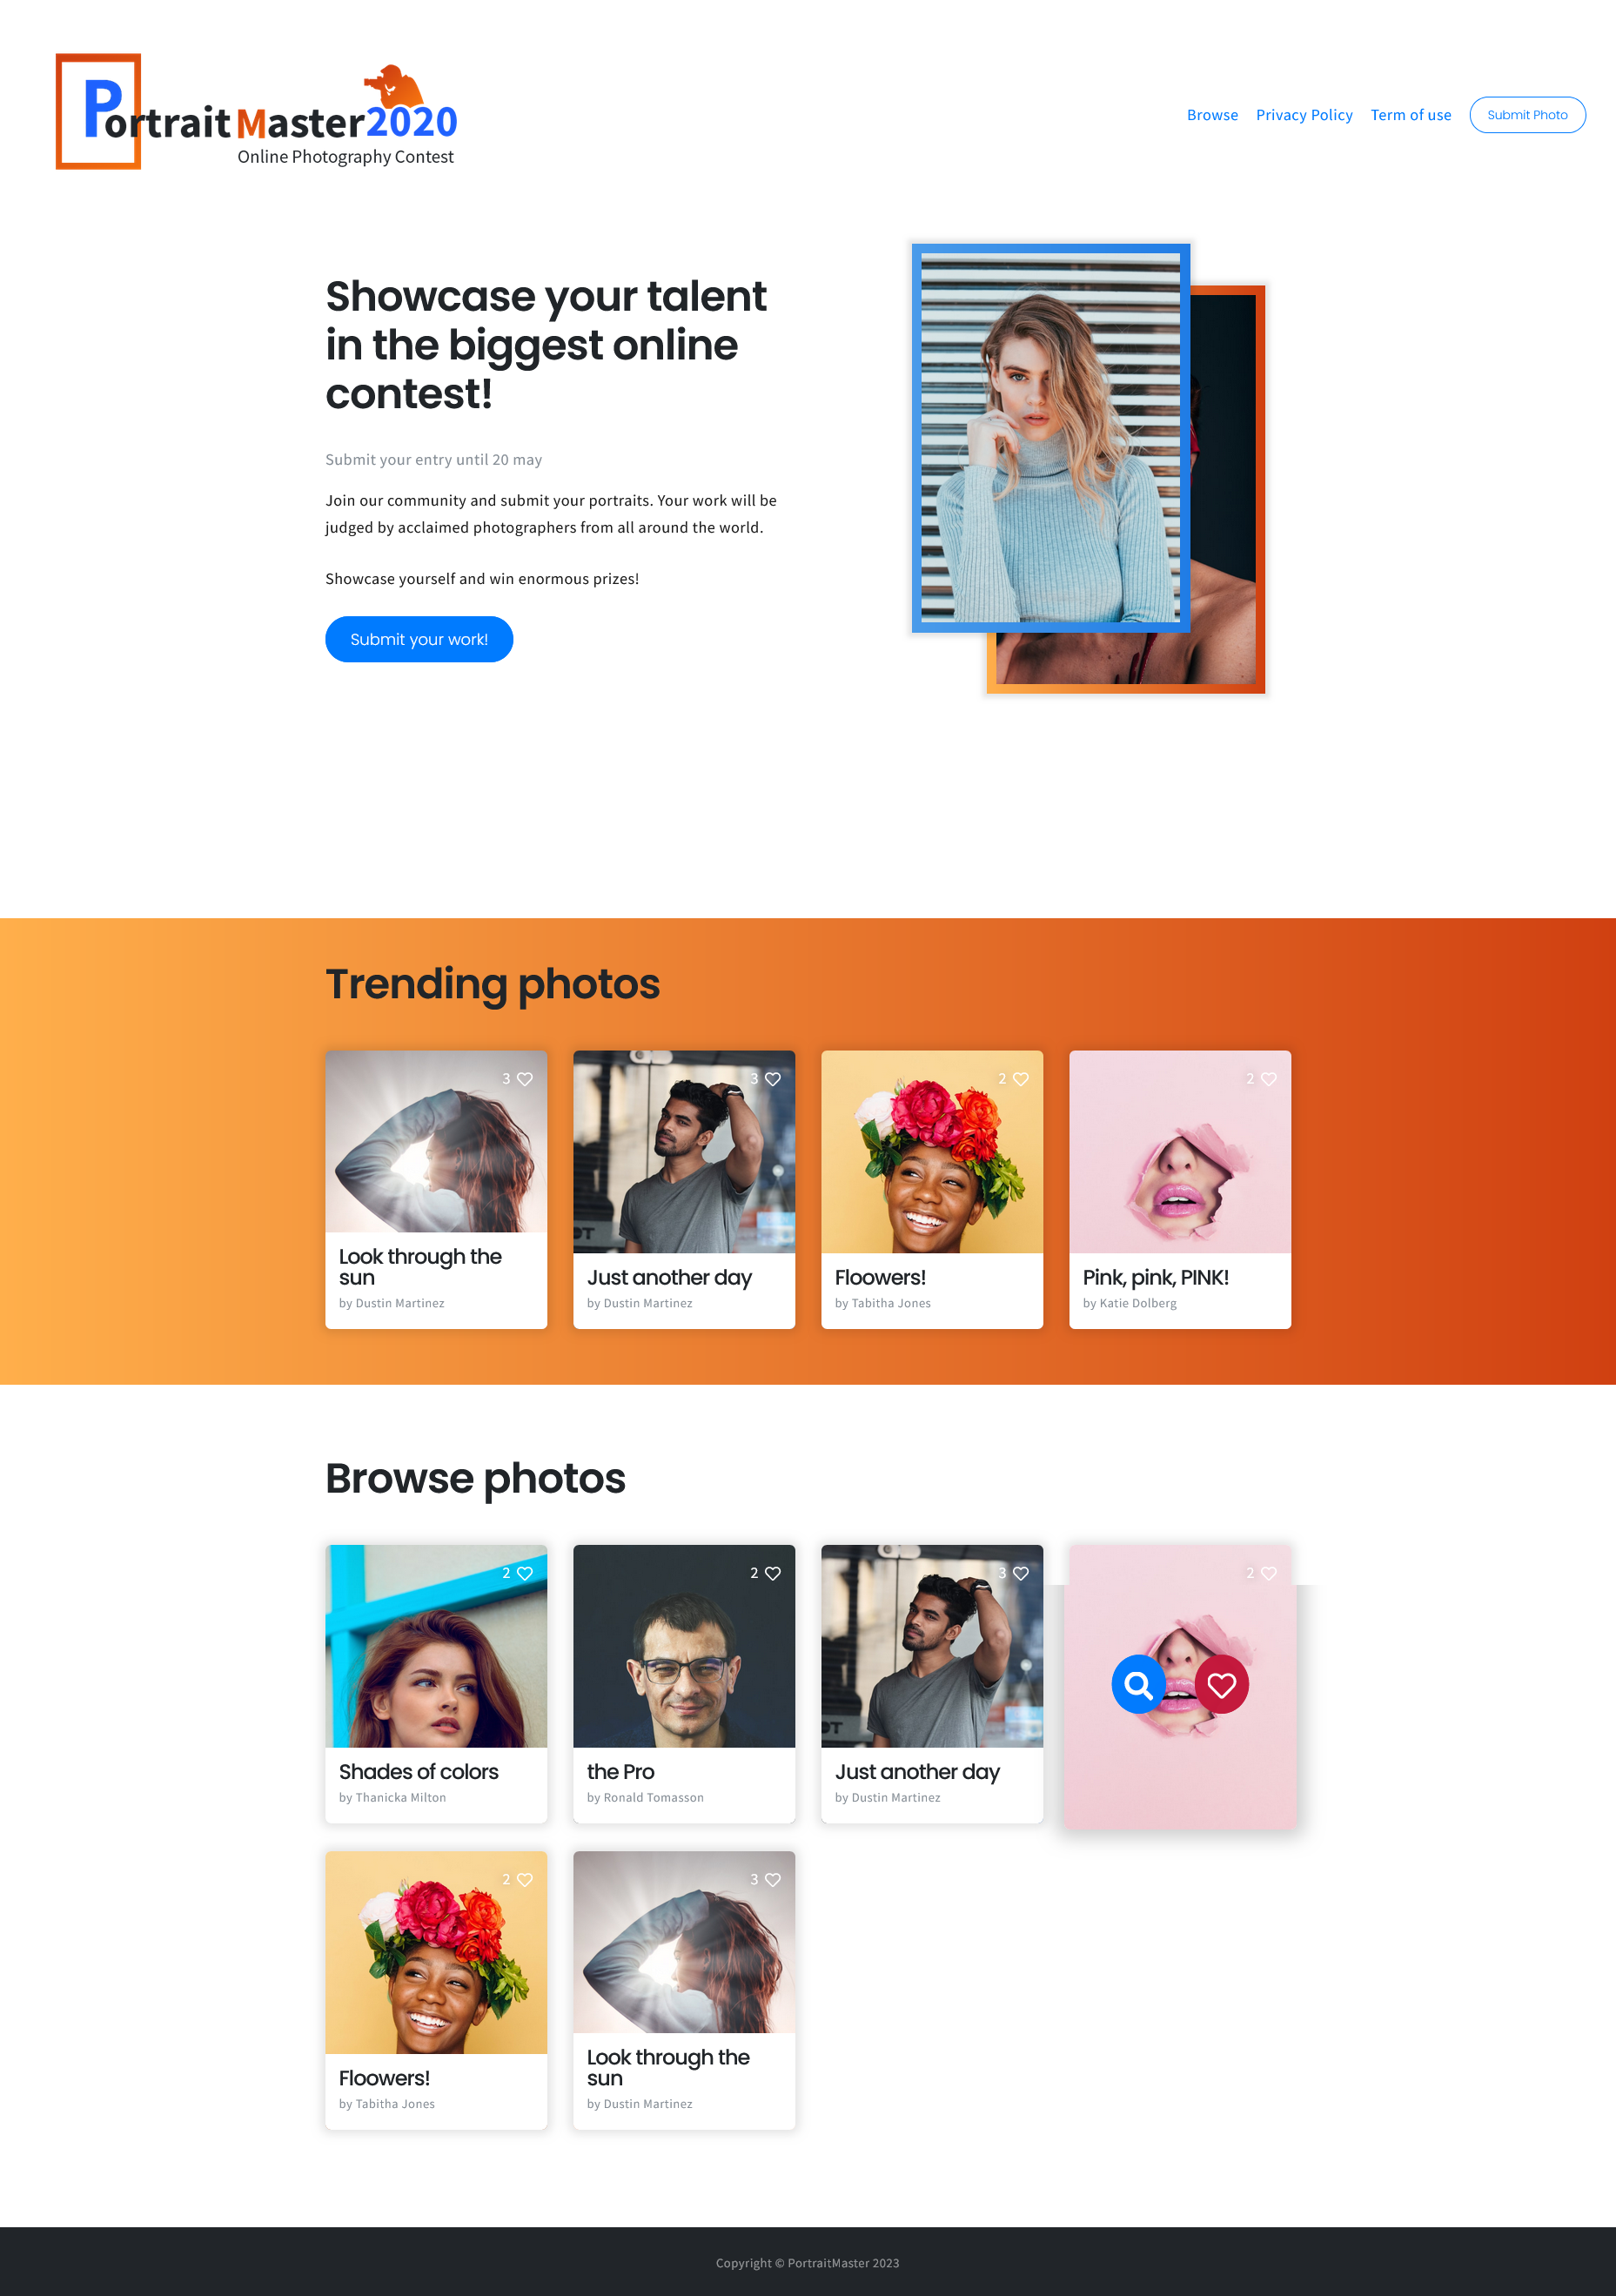 Portrait Master 2020
Online Photography Contest
Browse Privacy Policy Term of use Submit Photo
Showcase your talent
in the biggest online
contest!
Submit your entry until 20 may
Join our community and submit your portraits. Your work will be
judged by acclaimed photographers from all around the world.
Showcase yourself and win enormous prizes!
Submit your work!
Trending photos
3
Look through the
sun
by Dustin Martinez
3
Just another day
by Dustin Martinez
2
Floowers!
by Tabitha Jones
2
Pink, pink, PINK!
by Katie Dolberg
Browse photos
2
Shades of colors
by Thanicka Milton
2
the Pro
by Ronald Tomasson
3
Just another day
by Dustin Martinez
2
2
Floowers!
by Tabitha Jones
3
Look through the
sun
by Dustin Martinez
Copyright © PortraitMaster 2023